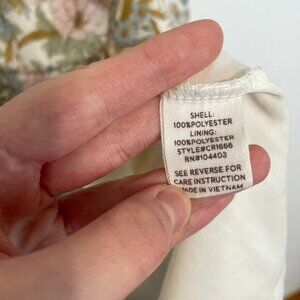 SHELL:
100%POLYESTER
LINING:
100%POLYESTER
STYLE#CR1666
RN#104403
SEE REVERSE FOR
CARE INSTRUCTION
MADE IN VIETNAM